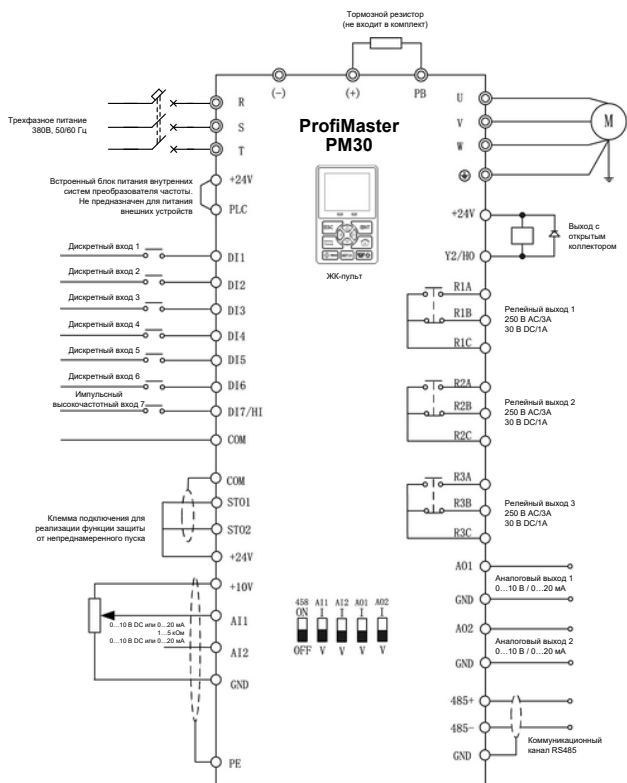 Тормозной резистор
(не входит в комплект)
(-)
(+)
PB
Трехфазное питание
380В, 50/60 Гц
R
S
T
ProfiMaster
PM30
U
V
W
M
Встроенный блок питания внутренних
систем преобразователя частоты.
Не предназначен для питания
внешних устройств
+24V
PLC
ЖК-пульт
+24V
Y2/HO
Выход с
открытым
коллектором
Дискретный вход 1
DI1
Дискретный вход 2
DI2
Дискретный вход 3
DI3
Дискретный вход 4
DI4
Дискретный вход 5
DI5
Дискретный вход 6
DI6
Импульсный
высокочастотный вход 7
DI7/HI
COM
R1A
R1B
R1C
Релейный выход 1
250 В AC/3A
30 В DC/1A
R2A
R2B
R2C
Релейный выход 2
250 В AC/3A
30 В DC/1A
COM
STO1
STO2
+24V
Клемма подключения для
реализации функции защиты
от непреднамеренного пуска
R3A
R3B
R3C
Релейный выход 3
250 В AC/3A
30 В DC/1A
+10V
AI1
0...10 В DC или 0...20 мА
1...5 кОм
0...10 В DC или 0...20 мА
AI2
GND
PE
458 AI1 AI2 AO1 AO2
ON I I I I
OFF V V V V
AO1
Аналоговый выход 1
0...10 В / 0...20 мА
GND
AO2
Аналоговый выход 2
0...10 В / 0...20 мА
GND
485+
485-
Коммуникационный
канал RS485
GND